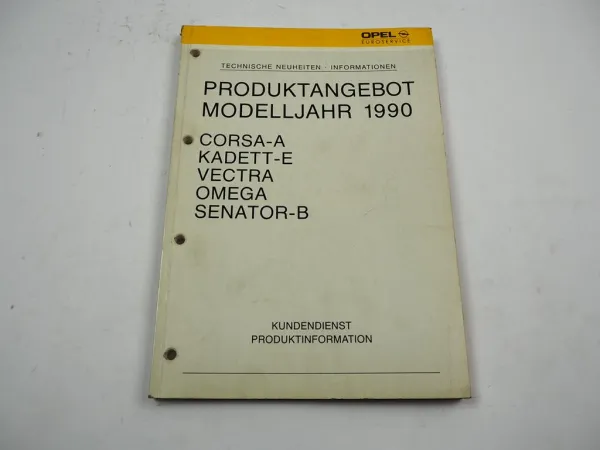 OPEL
EUROSERVICE
TECHNISCHE NEUHEITEN - INFORMATIONEN
PRODUKTANGEBOT
MODELLJAHR 1990
CORSA-A
KADETT-E
VECTRA
OMEGA
SENATOR-B
KUNDENDIENST
PRODUKTINFORMATION